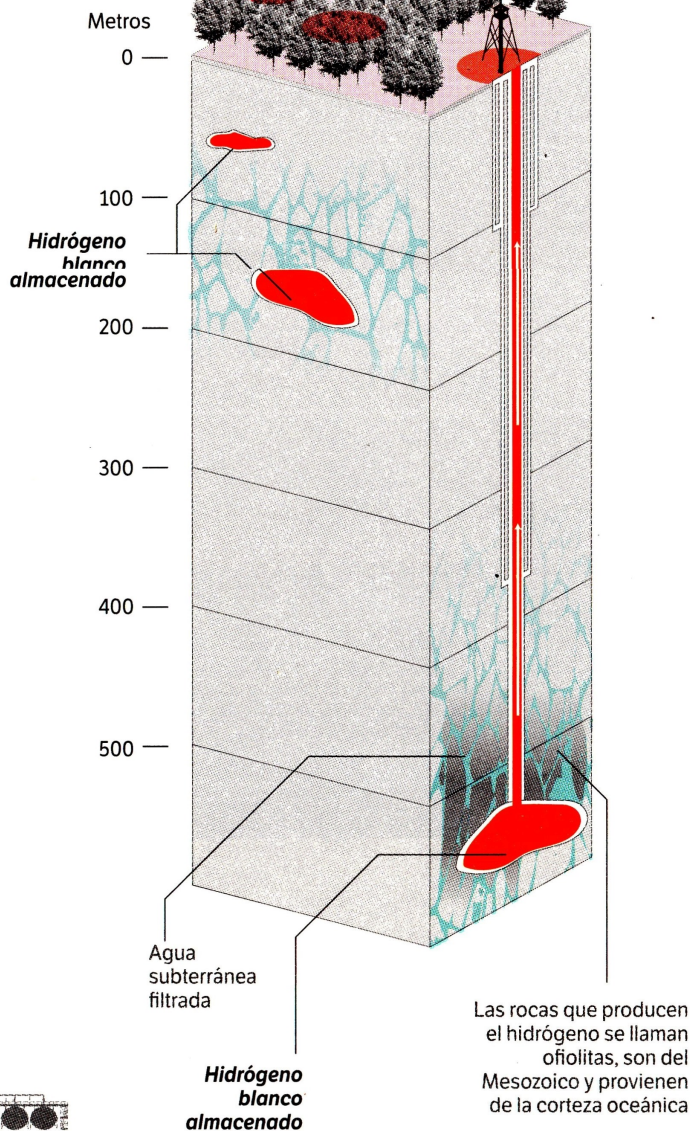 Metros
0
100
Hidrógeno
blanco
almacenado
200
300
400
500
Agua
subterránea
filtrada
Hidrógeno
blanco
almacenado
Las rocas que producen
el hidrógeno se llaman
ofiolitas, son del
Mesozoico y provienen
de la corteza oceánica